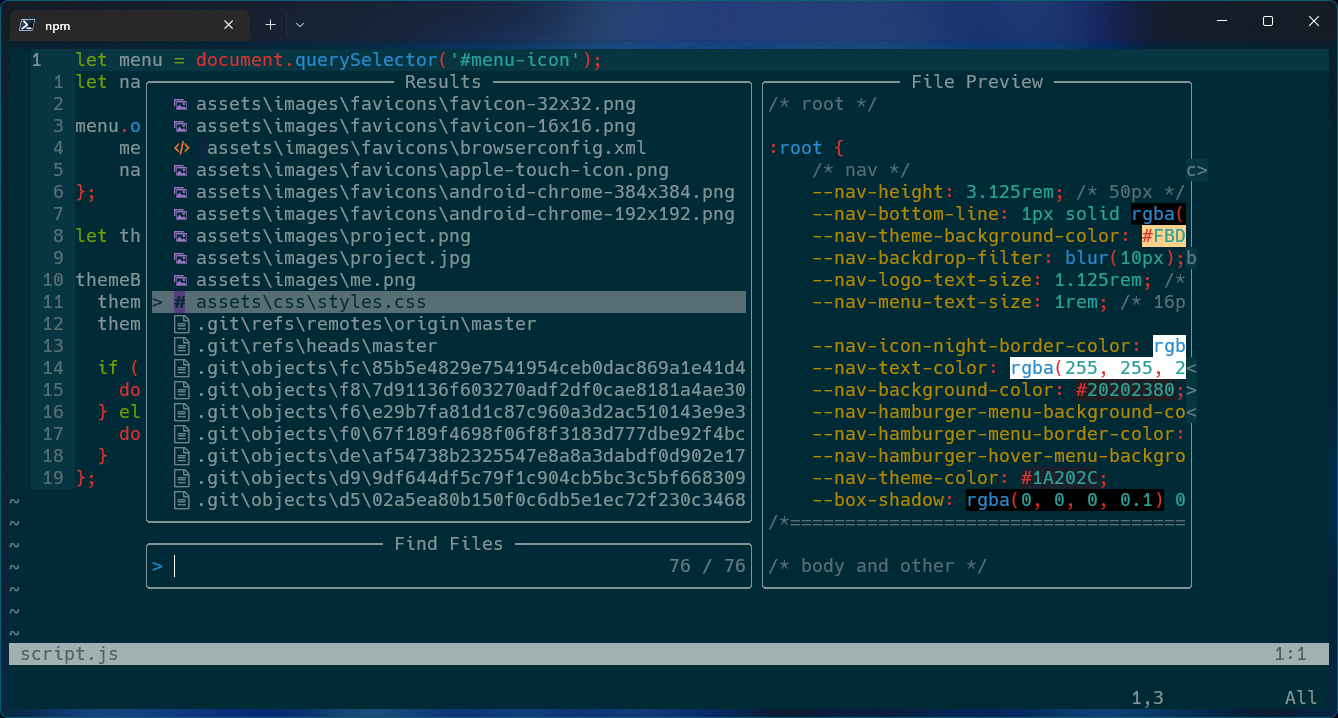 npm
1 let menu = document.querySelector('#menu-icon');
1 let na
2
3 menu.o
4 me
5 na
6 };
7
8 let th
9
10 themeB
11 them
12 them
13
14 if (
15 do
16 } el
17 do
18 }
19 };
~
~
~
~
~
~
~
Results
assets\images\favicons\favicon-32x32.png
assets\images\favicons\favicon-16x16.png
</> assets\images\favicons\browserconfig.xml
assets\images\favicons\apple-touch-icon.png
assets\images\favicons\android-chrome-384x384.png
assets\images\favicons\android-chrome-192x192.png
assets\images\project.png
assets\images\project.jpg
assets\images\me.png
> # assets\css\styles.css
.git\refs\remotes\origin\master
.git\refs\heads\master
.git\objects\fc\85b5e4829e7541954ceb0dac869a1e41d4
.git\objects\f8\7d91136f603270adf2df0cae8181a4ae30
.git\objects\f6\e29b7fa81d1c87c960a3d2ac510143e9e3
.git\objects\f0\67f189f4698f06f8f3183d777dbe92f4bc
.git\objects\de\af54738b2325547e8a8a3dabdf0d902e17
.git\objects\d9\9df644df5c79f1c904cb5bc3c5bf668309
.git\objects\d5\02a5ea80b150f0c6db5e1ec72f230c3468
Find Files
> 76 / 76
File Preview
/* root */
:root {
/* nav */ c>
--nav-height: 3.125rem; /* 50px */
--nav-bottom-line: 1px solid rgba(
--nav-theme-background-color: #FBD
--nav-backdrop-filter: blur(10px);b
--nav-logo-text-size: 1.125rem; /*
--nav-menu-text-size: 1rem; /* 16p
--nav-icon-night-border-color: rgb
--nav-text-color: rgba(255, 255, 2<
--nav-background-color: #20202380;>
--nav-hamburger-menu-background-co<
--nav-hamburger-menu-border-color:
--nav-hamburger-hover-menu-backgro
--nav-theme-color: #1A202C;
--box-shadow: rgba(0, 0, 0, 0.1) 0
/*====================================
/* body and other */
script.js 1:1
1,3 All